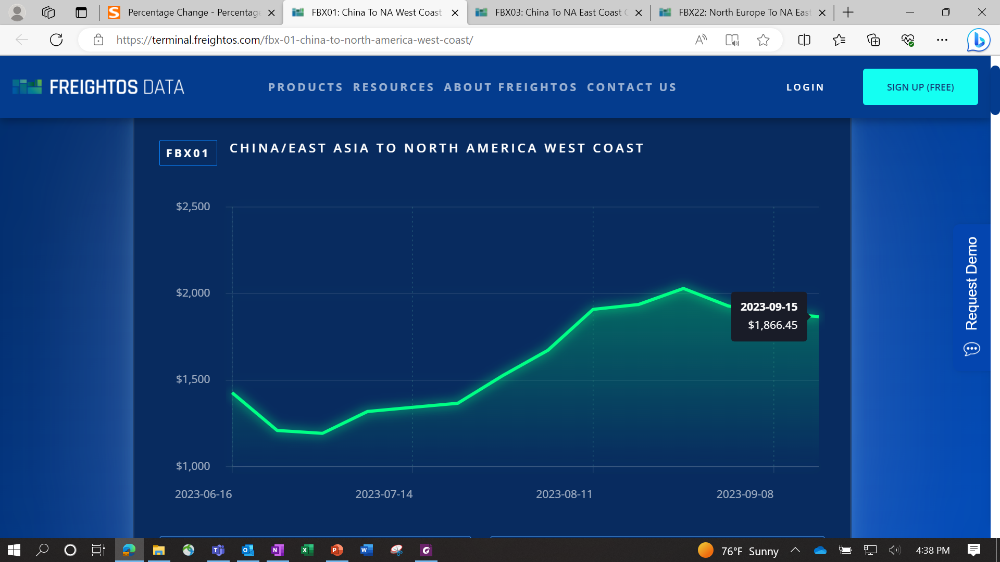 Percentage Change - Percentag
FBX01: China To NA West Coast
FBX03: China To NA East Coast
FBX22: North Europe To NA East
https://terminal.freightos.com/fbx-01-china-to-north-america-west-coast/
FREIGHTOS DATA
PRODUCTS RESOURCES ABOUT FREIGHTOS CONTACT US
LOGIN
SIGN UP (FREE)
FBX01
CHINA/EAST ASIA TO NORTH AMERICA WEST COAST
$2,500
$2,000
$1,500
$1,000
2023-09-15
$1,866.45
2023-06-16
2023-07-14
2023-08-11
2023-09-08
Request Demo
76°F Sunny
4:38 PM